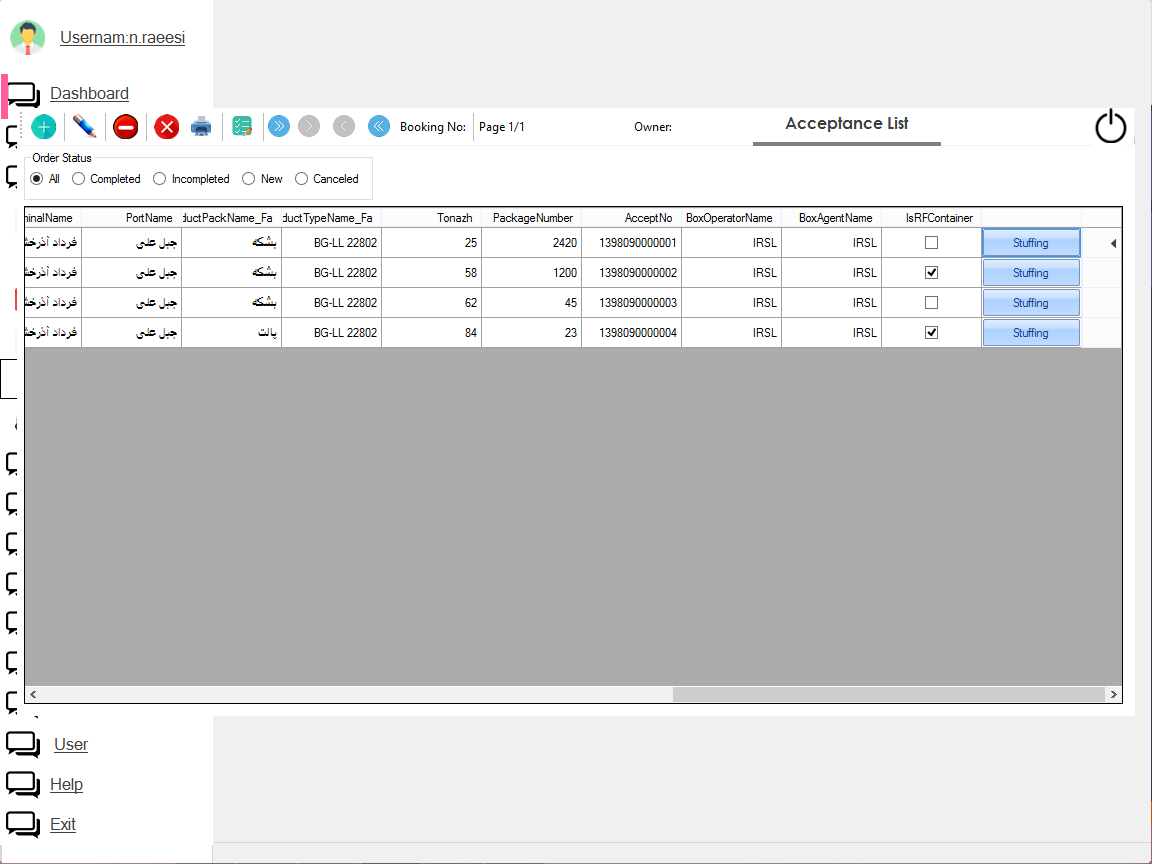 Usernam:n.raeesi
Dashboard
Booking No: Page 1/1 Owner: Acceptance List
Order Status
All Completed Incompleted New Canceled
ninalName PortName ductPackName_Fa ductTypeName_Fa Tonazh PackageNumber AcceptNo BoxOperatorName BoxAgentName IsRFContainer
فرداد آذرخش جبل علی بشکه BG-LL 22802 25 2420 1398090000001 IRSL IRSL Stuffing
فرداد آذرخش جبل علی بشکه BG-LL 22802 58 1200 1398090000002 IRSL IRSL Stuffing
فرداد آذرخش جبل علی بشکه BG-LL 22802 62 45 1398090000003 IRSL IRSL Stuffing
فرداد آذرخش جبل علی پالت BG-LL 22802 84 23 1398090000004 IRSL IRSL Stuffing
User
Help
Exit